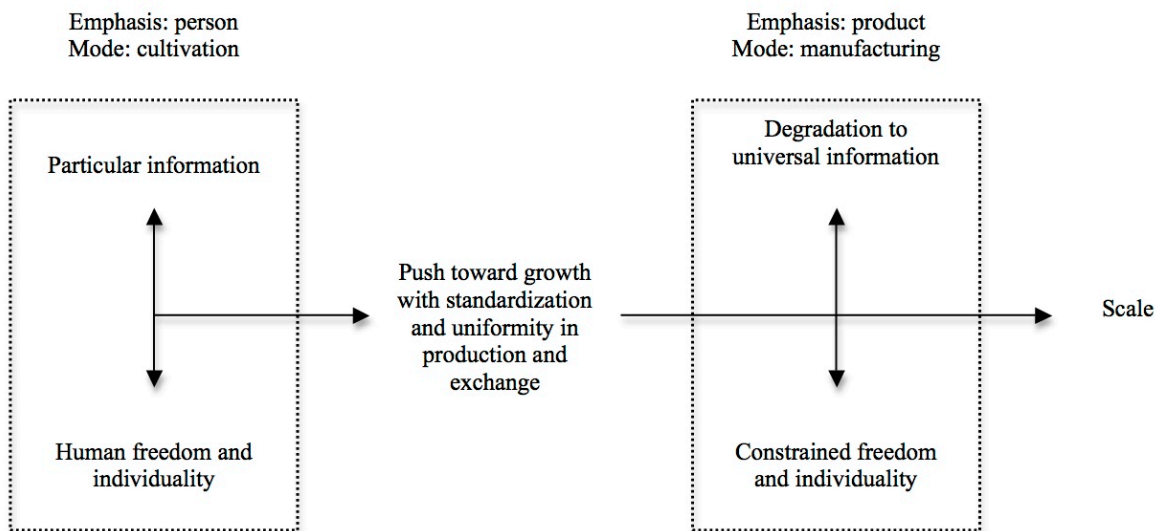 Emphasis: person
Mode: cultivation
Emphasis: product
Mode: manufacturing
Particular information
Human freedom and
individuality
Push toward growth
with standardization
and uniformity in
production and
exchange
Degradation to
universal information
Constrained freedom
and individuality
Scale